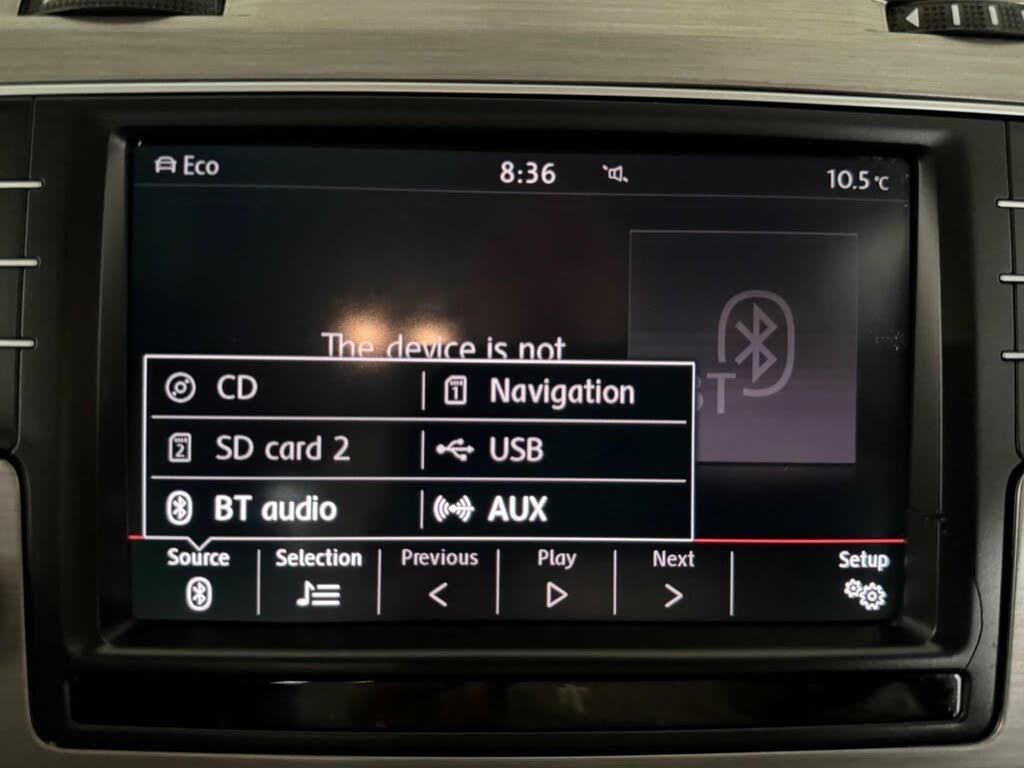 Eco 8:36 10.5°C
The device is not
BT
CD Navigation
SD card 2 USB
BT audio AUX
Source Selection Previous Play Next Setup